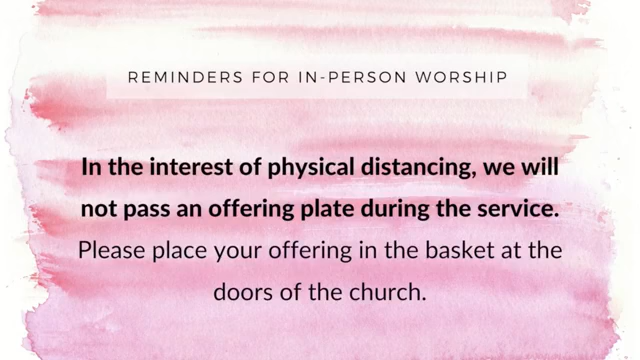 REMINDERS FOR IN-PERSON WORSHIP
In the interest of physical distancing, we will
not pass an offering plate during the service.
Please place your offering in the basket at the
doors of the church.